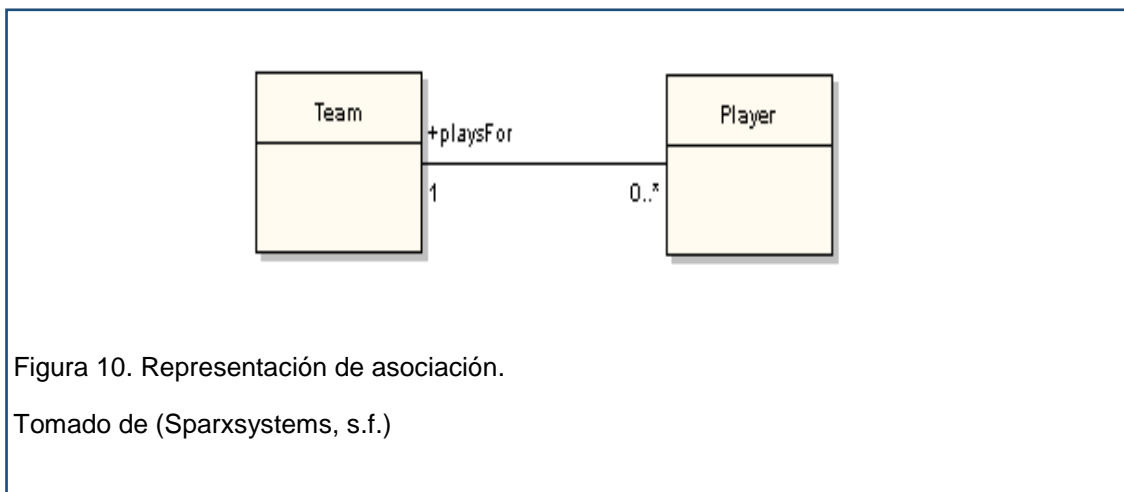 Team
Player
+playsFor
1
0..*
Figura 10. Representación de asociación.
Tomado de (Sparxsystems, s.f.)